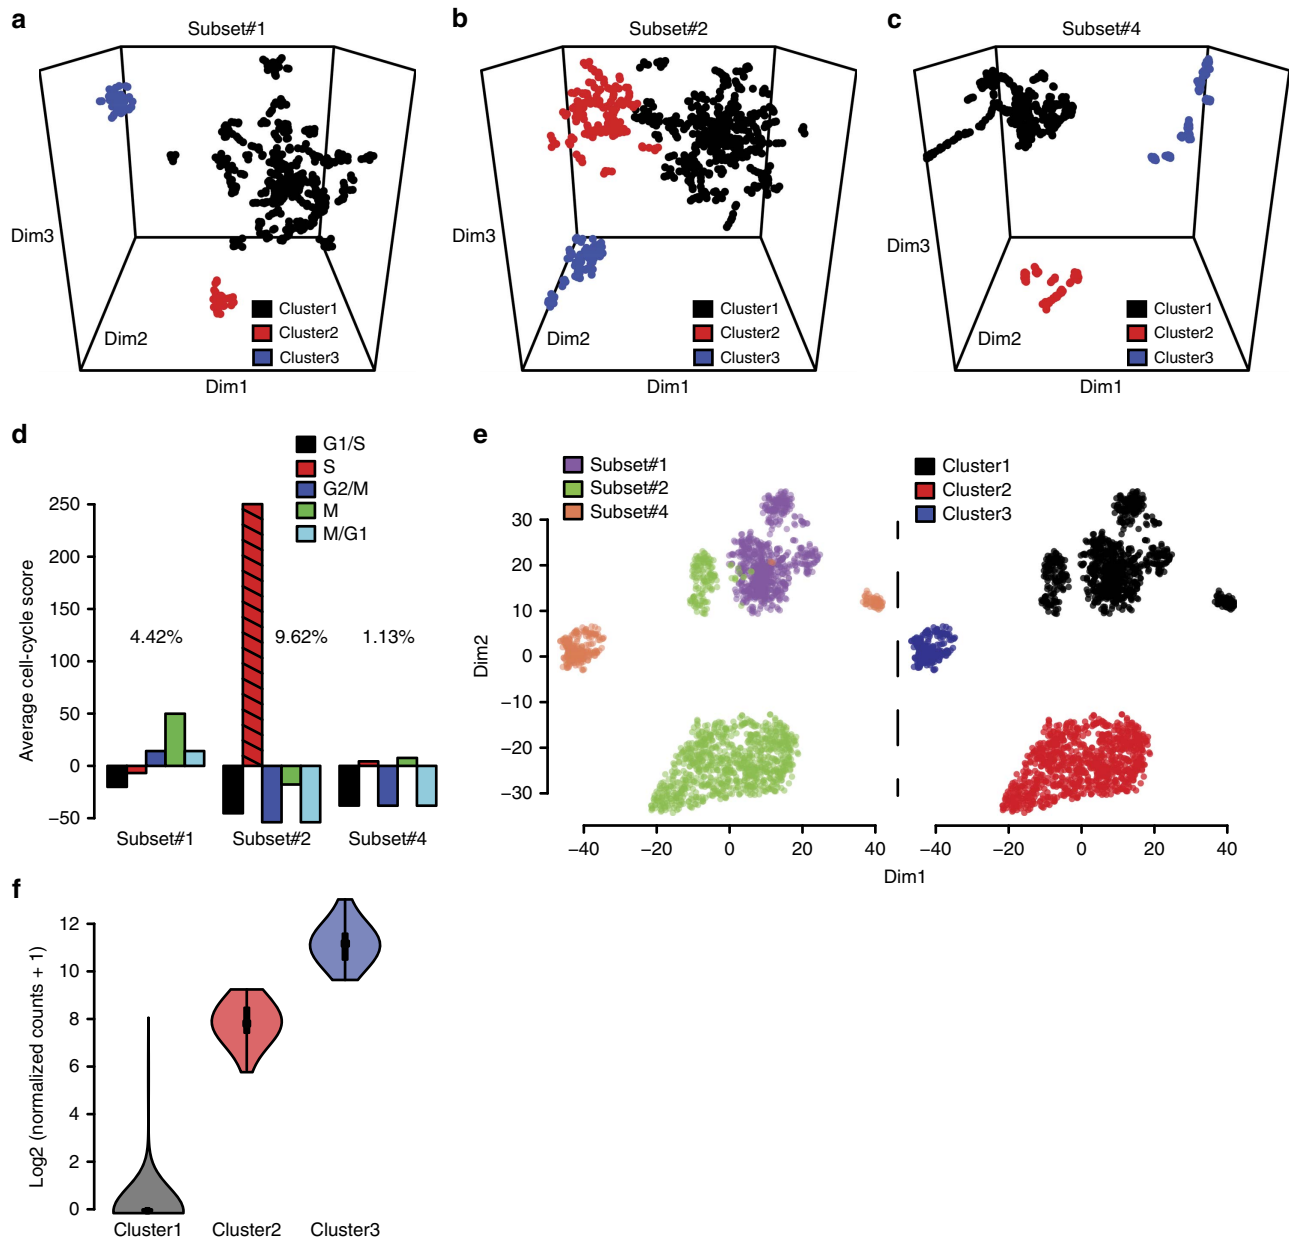 a
Subset#1
Dim3
Dim2
Dim1
Cluster1
Cluster2
Cluster3
b
Subset#2
Dim3
Dim2
Dim1
Cluster1
Cluster2
Cluster3
c
Subset#4
Dim3
Dim2
Dim1
Cluster1
Cluster2
Cluster3
d
G1/S
S
G2/M
M
M/G1
Average cell-cycle score
250
200
150
100
50
0
−50
4.42%
9.62%
1.13%
Subset#1
Subset#2
Subset#4
e
Subset#1
Subset#2
Subset#4
Cluster1
Cluster2
Cluster3
Dim2
30
20
10
0
−10
−20
−30
−40
−20
0
20
40
−40
−20
0
20
40
Dim1
f
Log2 (normalized counts + 1)
12
10
8
6
4
2
0
Cluster1
Cluster2
Cluster3